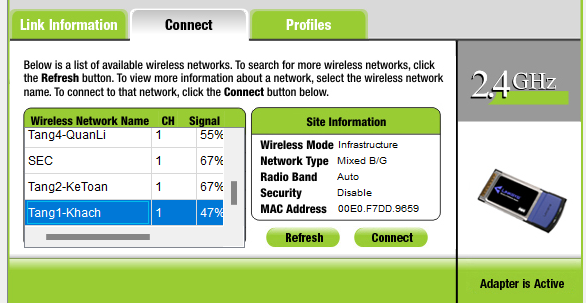 Link Information
Connect
Profiles
Below is a list of available wireless networks. To search for more wireless networks, click
the Refresh button. To view more information about a network, select the wireless network
name. To connect to that network, click the Connect button below.
2.4GHz
Wireless Network Name CH Signal
Tang4-QuanLi 1 55%
SEC 1 67%
Tang2-KeToan 1 67%
Tang1-Khach 1 47%
Site Information
Wireless Mode Infrastructure
Network Type Mixed B/G
Radio Band Auto
Security Disable
MAC Address 00E0.F7DD.9659
Refresh
Connect
Adapter is Active